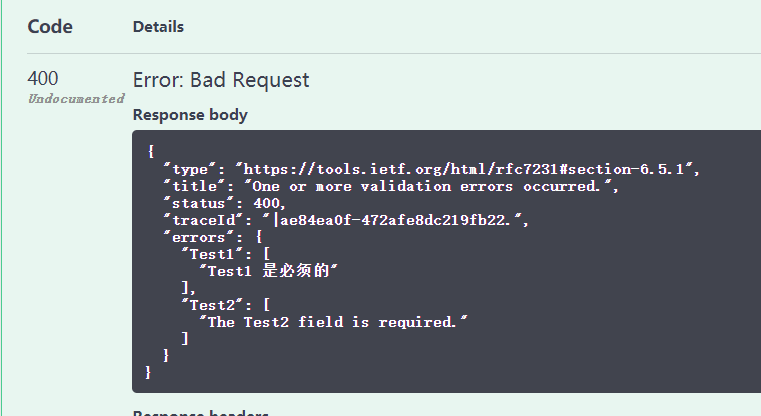 Code Details
400 Error: Bad Request
Undocumented
Response body
{
"type": "https://tools.ietf.org/html/rfc7231#section-6.5.1",
"title": "One or more validation errors occurred.",
"status": 400,
"traceId": "|ae84ea0f-472afe8dc219fb22.",
"errors": {
"Test1": [
"Test1 是必须的"
],
"Test2": [
"The Test2 field is required."
]
}
}
Response headers